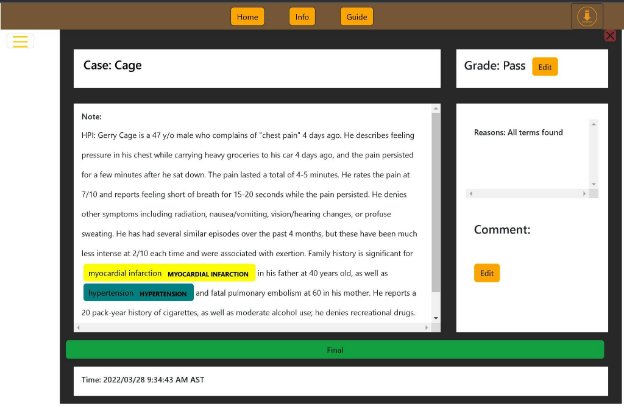 Home Info Guide
Case: Cage
Grade: Pass Edit
Note:
HPI: Gerry Cage is a 47 y/o male who complains of “chest pain” 4 days ago. He describes feeling
pressure in his chest while carrying heavy groceries to his car 4 days ago, and the pain persisted
for a few minutes after he sat down. The pain lasted a total of 4-5 minutes. He rates the pain at
7/10 and reports feeling short of breath for 15-20 seconds while the pain persisted. He denies
other symptoms including radiation, nausea/vomiting, vision/hearing changes, or profuse
sweating. He has had several similar episodes over the past 4 months, but these have been much
less intense at 2/10 each time and were associated with exertion. Family history is significant for
myocardial infarction MYOCARDIAL INFARCTION in his father at 40 years old, as well as
hypertension HYPERTENSION and fatal pulmonary embolism at 60 in his mother. He reports a
20 pack-year history of cigarettes, as well as moderate alcohol use; he denies recreational drugs.
Reasons: All terms found
Comment:
Edit
Final
Time: 2022/03/28 9:34:43 AM AST